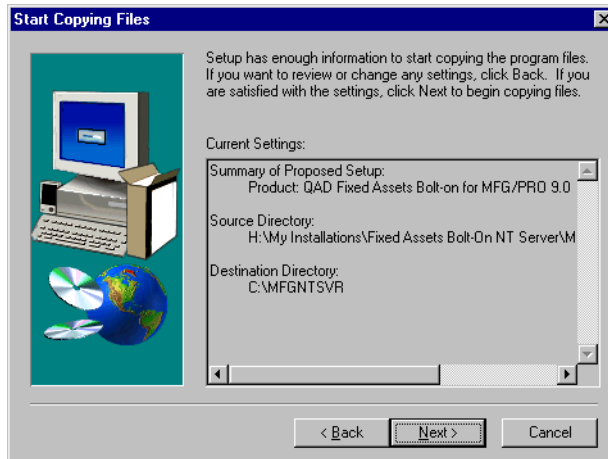 Start Copying Files
Setup has enough information to start copying the program files.
If you want to review or change any settings, click Back. If you
are satisfied with the settings, click Next to begin copying files.
Current Settings:
Summary of Proposed Setup:
Product: QAD Fixed Assets Bolt-on for MFG/PRO 9.0
Source Directory:
H:\My Installations\Fixed Assets Bolt-On NT Server\M
Destination Directory:
C:\MFGNTSVR
< Back
Next >
Cancel